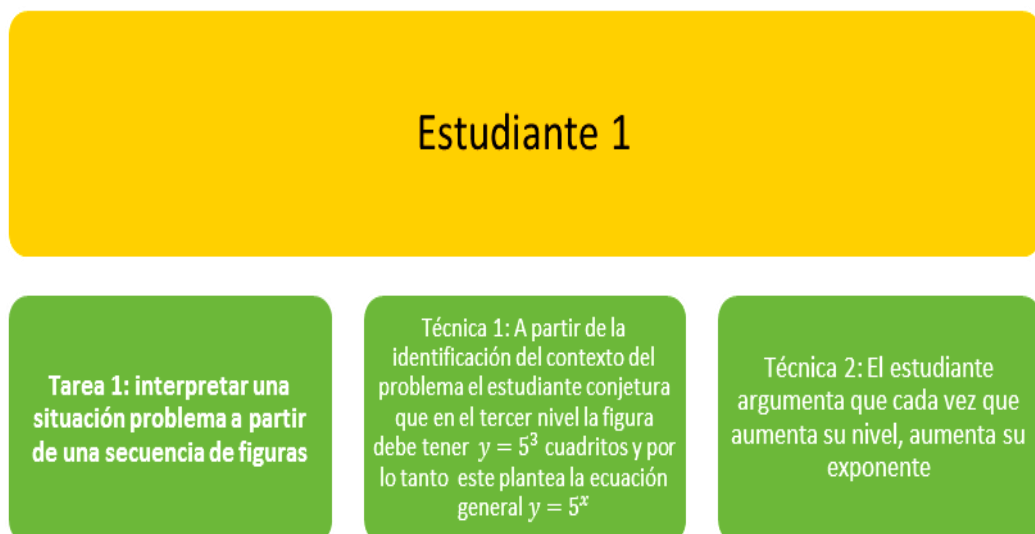 Estudiante 1
Tarea 1: interpretar una
situación problema a partir
de una secuencia de figuras
Técnica 1: A partir de la
identificación del contexto del
problema el estudiante conjetura
que en el tercer nivel la figura
debe tener y = 5³ cuadritos y por
lo tanto este plantea la ecuación
general y = 5ˣ
Técnica 2: El estudiante
argumenta que cada vez que
aumenta su nivel, aumenta su
exponente